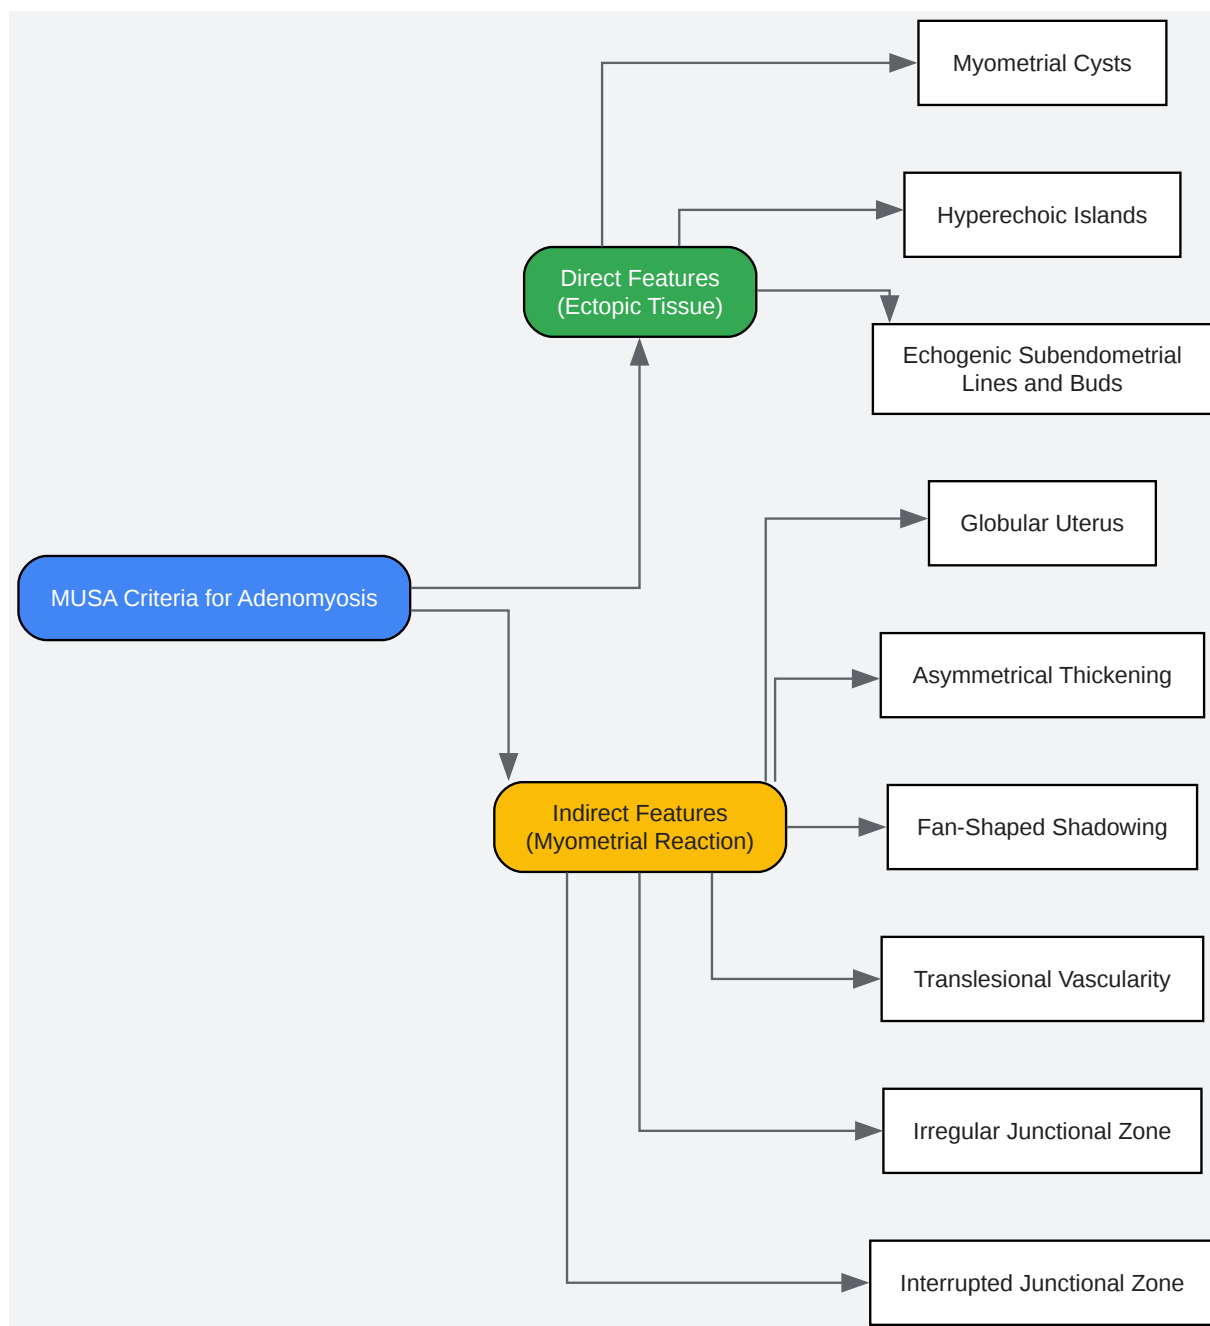 MUSA Criteria for Adenomyosis
Direct Features
(Ectopic Tissue)
Myometrial Cysts
Hyperechoic Islands
Echogenic Subendometrial
Lines and Buds
Indirect Features
(Myometrial Reaction)
Globular Uterus
Asymmetrical Thickening
Fan-Shaped Shadowing
Translesional Vascularity
Irregular Junctional Zone
Interrupted Junctional Zone